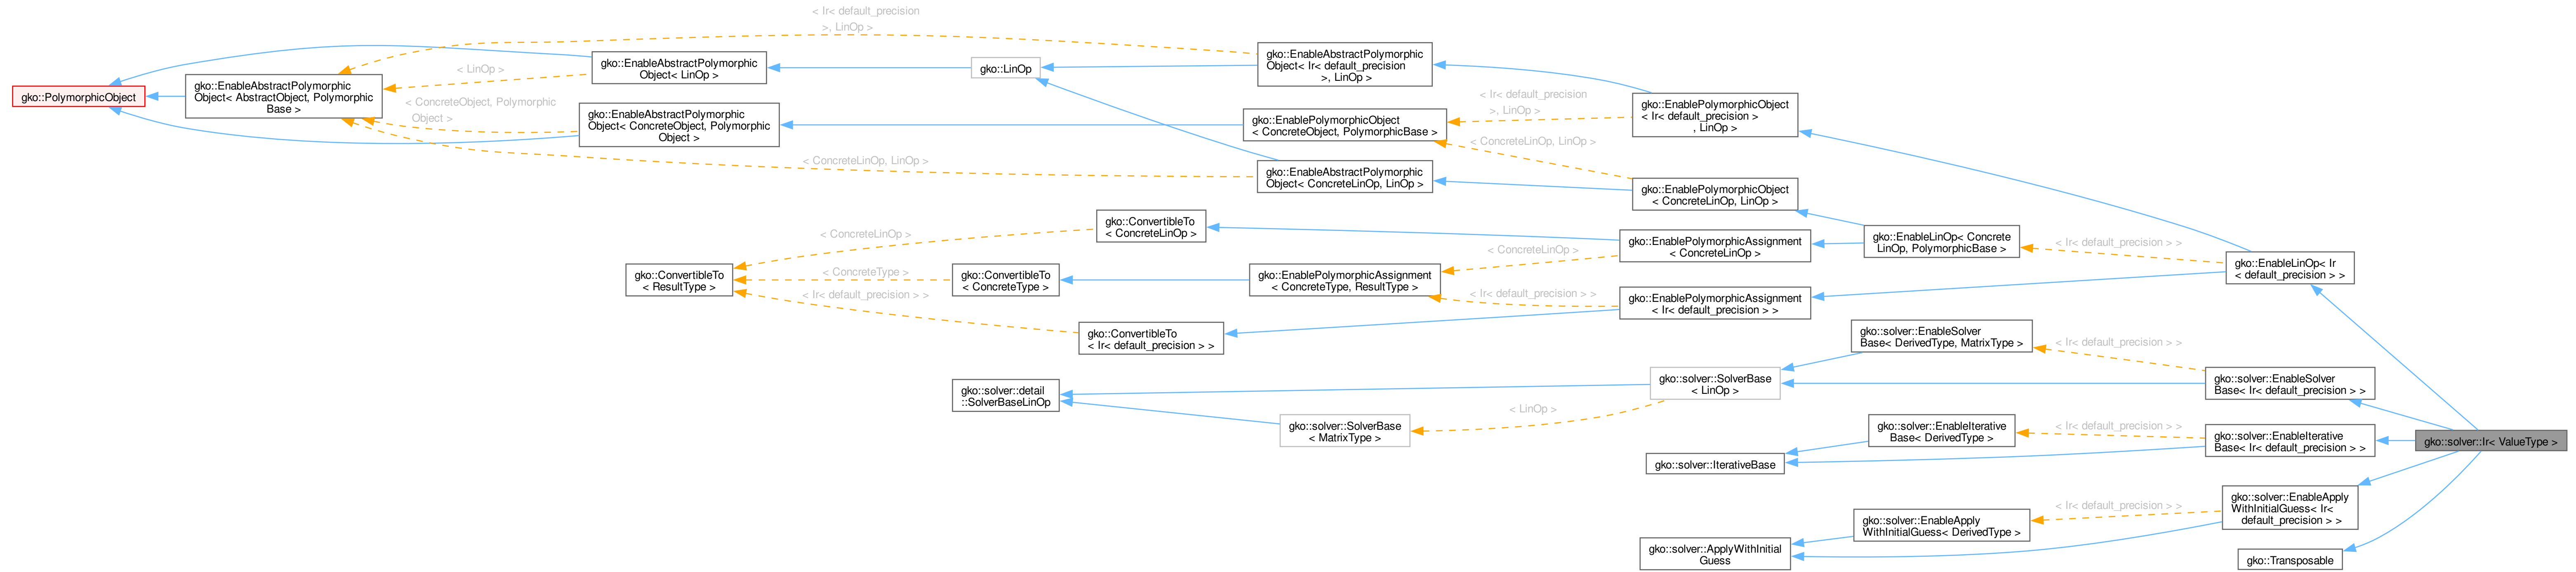 gko::PolymorphicObject
gko::EnableAbstractPolymorphic
Object< AbstractObject, Polymorphic
Base >
< Ir< default_precision
>, LinOp >
< LinOp >
< ConcreteObject, Polymorphic
Object >
< ConcreteLinOp, LinOp >
gko::EnableAbstractPolymorphic
Object< LinOp >
gko::EnableAbstractPolymorphic
Object< ConcreteObject, Polymorphic
Object >
gko::LinOp
gko::EnableAbstractPolymorphic
Object< Ir< default_precision
>, LinOp >
gko::EnablePolymorphicObject
< ConcreteObject, PolymorphicBase >
gko::EnableAbstractPolymorphic
Object< ConcreteLinOp, LinOp >
< Ir< default_precision
>, LinOp >
< ConcreteLinOp, LinOp >
gko::EnablePolymorphicObject
< Ir< default_precision >
, LinOp >
gko::EnablePolymorphicObject
< ConcreteLinOp, LinOp >
gko::ConvertibleTo
< ResultType >
< ConcreteLinOp >
< ConcreteType >
< Ir< default_precision > >
gko::ConvertibleTo
< ConcreteLinOp >
gko::ConvertibleTo
< ConcreteType >
gko::ConvertibleTo
< Ir< default_precision > >
gko::EnablePolymorphicAssignment
< ConcreteType, ResultType >
< ConcreteLinOp >
< Ir< default_precision > >
gko::EnablePolymorphicAssignment
< ConcreteLinOp >
gko::EnablePolymorphicAssignment
< Ir< default_precision > >
gko::EnableLinOp< Concrete
LinOp, PolymorphicBase >
< Ir< default_precision > >
gko::EnableLinOp< Ir
< default_precision > >
gko::solver::EnableSolver
Base< DerivedType, MatrixType >
< Ir< default_precision > >
gko::solver::detail
::SolverBaseLinOp
gko::solver::SolverBase
< MatrixType >
< LinOp >
gko::solver::SolverBase
< LinOp >
gko::solver::EnableSolver
Base< Ir< default_precision > >
gko::solver::EnableIterative
Base< DerivedType >
< Ir< default_precision > >
gko::solver::IterativeBase
gko::solver::EnableIterative
Base< Ir< default_precision > >
gko::solver::Ir< ValueType >
gko::solver::EnableApply
WithInitialGuess< DerivedType >
< Ir< default_precision > >
gko::solver::EnableApply
WithInitialGuess< Ir<
default_precision > >
gko::solver::ApplyWithInitial
Guess
gko::Transposable